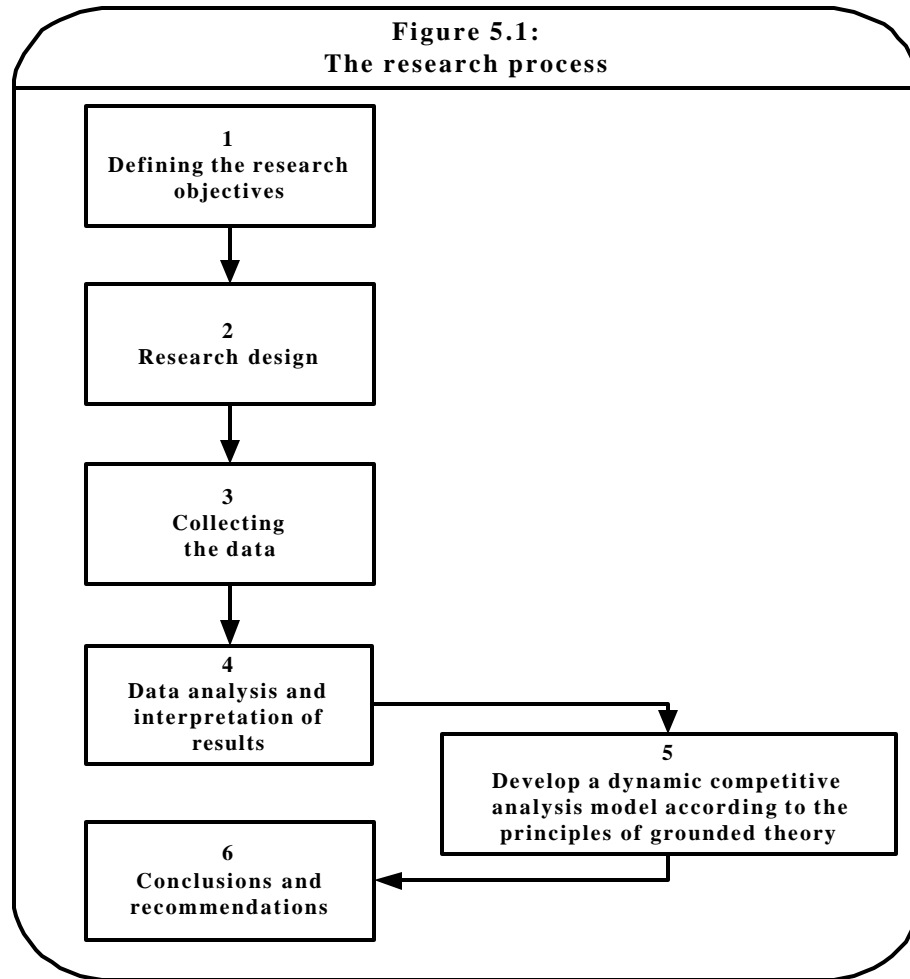 Figure 5.1:
The research process
1
Defining the research
objectives
2
Research design
3
Collecting
the data
4
Data analysis and
interpretation of
results
5
Develop a dynamic competitive
analysis model according to the
principles of grounded theory
6
Conclusions and
recommendations